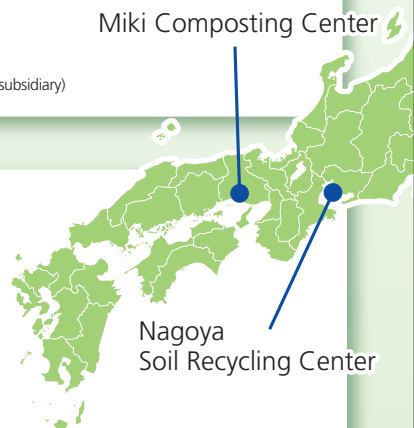 Miki Composting Center
subsidiary)
Nagoya
Soil Recycling Center